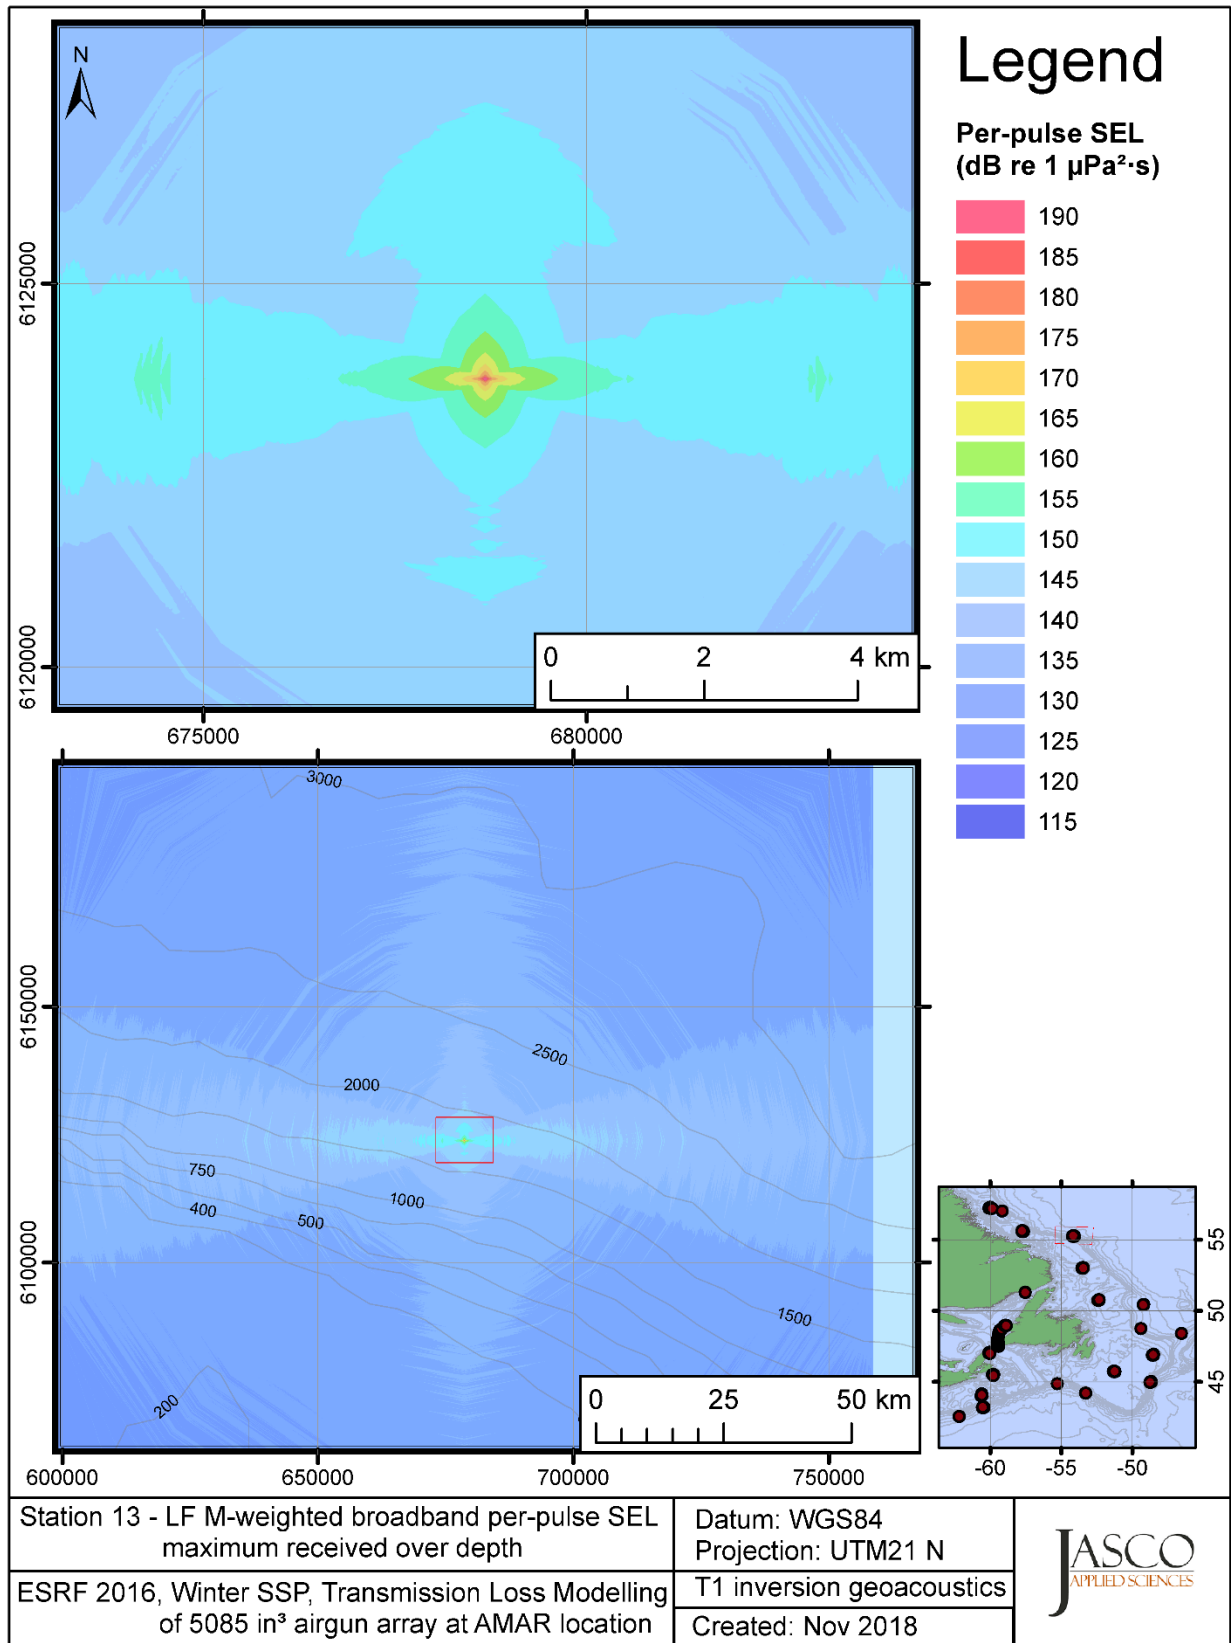 N
6125000
6120000
0 2 4 km
675000 680000
Legend
Per-pulse SEL
(dB re 1 µPa²·s)
190
185
180
175
170
165
160
155
150
145
140
135
130
125
120
115
3000
2500
2000
750
1000
400
500
1500
200
6150000
6100000
0 25 50 km
600000 650000 700000 750000
55
50
45
-60 -55 -50
Station 13 - LF M-weighted broadband per-pulse SEL
maximum received over depth
ESRF 2016, Winter SSP, Transmission Loss Modelling
of 5085 in³ airgun array at AMAR location
Datum: WGS84
Projection: UTM21 N
T1 inversion geoacoustics
Created: Nov 2018
JASCO
APPLIED SCIENCES